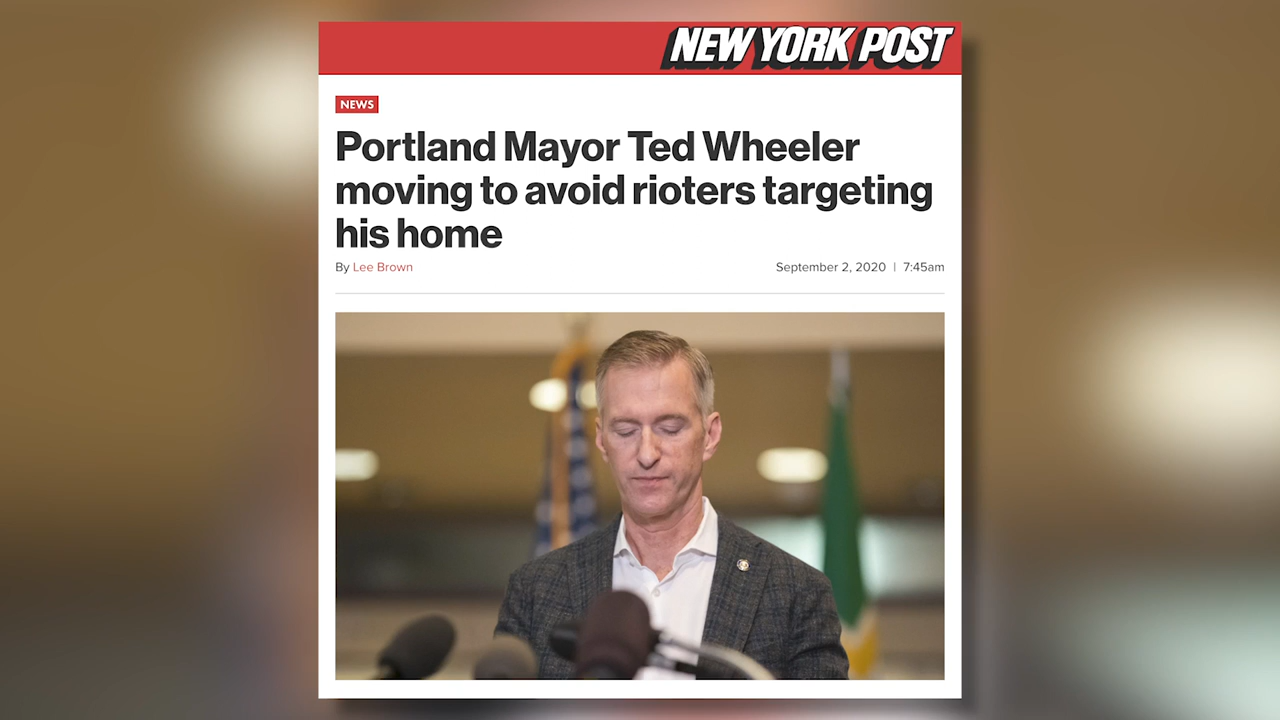 NEW YORK POST
NEWS
Portland Mayor Ted Wheeler
moving to avoid rioters targeting
his home
By Lee Brown
September 2, 2020 | 7:45am